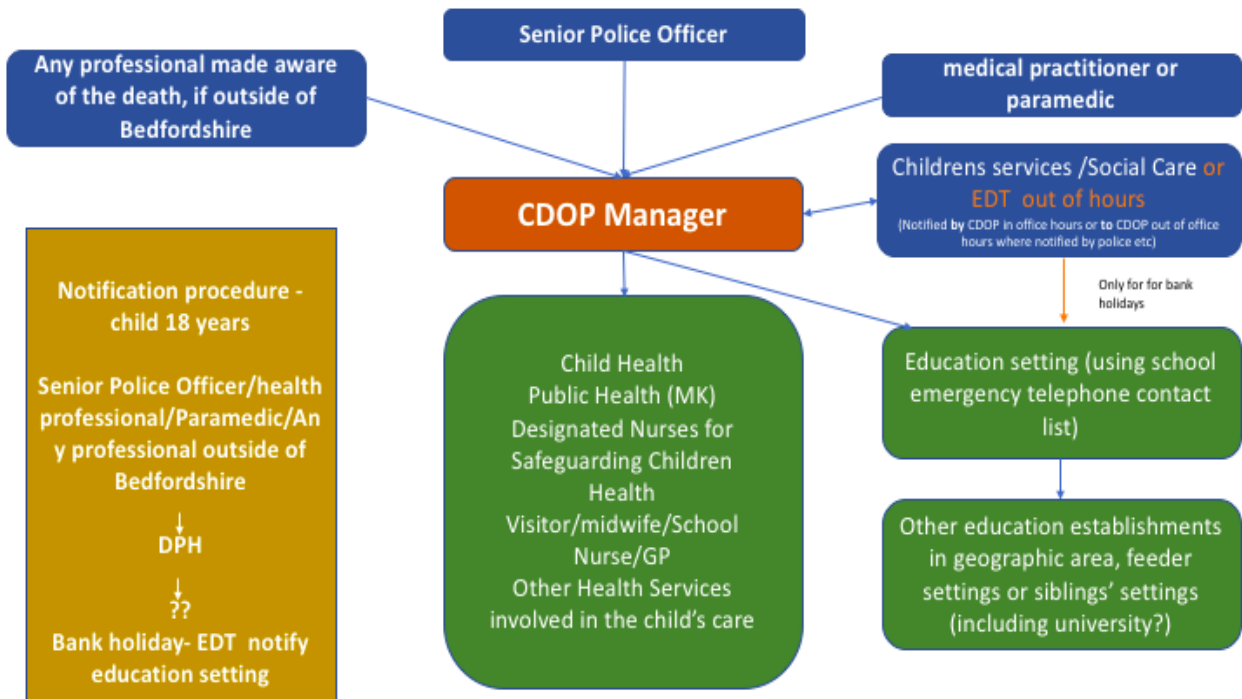 Senior Police Officer
Any professional made aware
of the death, if outside of
Bedfordshire
medical practitioner or
paramedic
CDOP Manager
Childrens services /Social Care or
EDT out of hours
(Notified by CDOP in office hours or to CDOP out of office
hours where notified by police etc)
Only for for bank
holidays
Notification procedure -
child 18 years
Senior Police Officer/health
professional/Paramedic/An
y professional outside of
Bedfordshire
↓
DPH
↓
??
Bank holiday- EDT notify
education setting
Child Health
Public Health (MK)
Designated Nurses for
Safeguarding Children
Health
Visitor/midwife/School
Nurse/GP
Other Health Services
involved in the child's care
Education setting (using school
emergency telephone contact
list)
Other education establishments
in geographic area, feeder
settings or siblings' settings
(including university?)